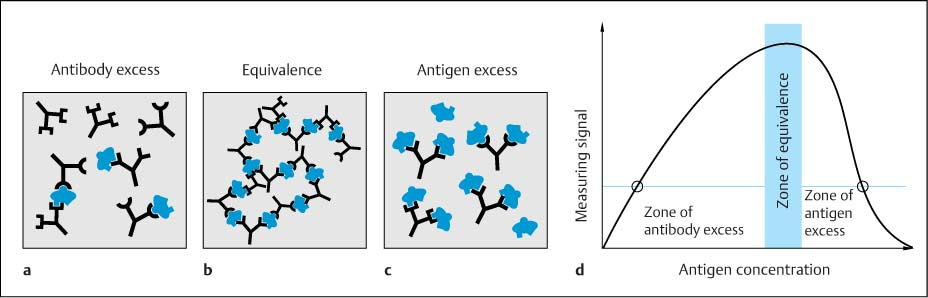 Antibody excess
Equivalence
Antigen excess
a
b
c
Measuring signal
Zone of equivalence
Zone of
antibody excess
Zone of
antigen
excess
d
Antigen concentration